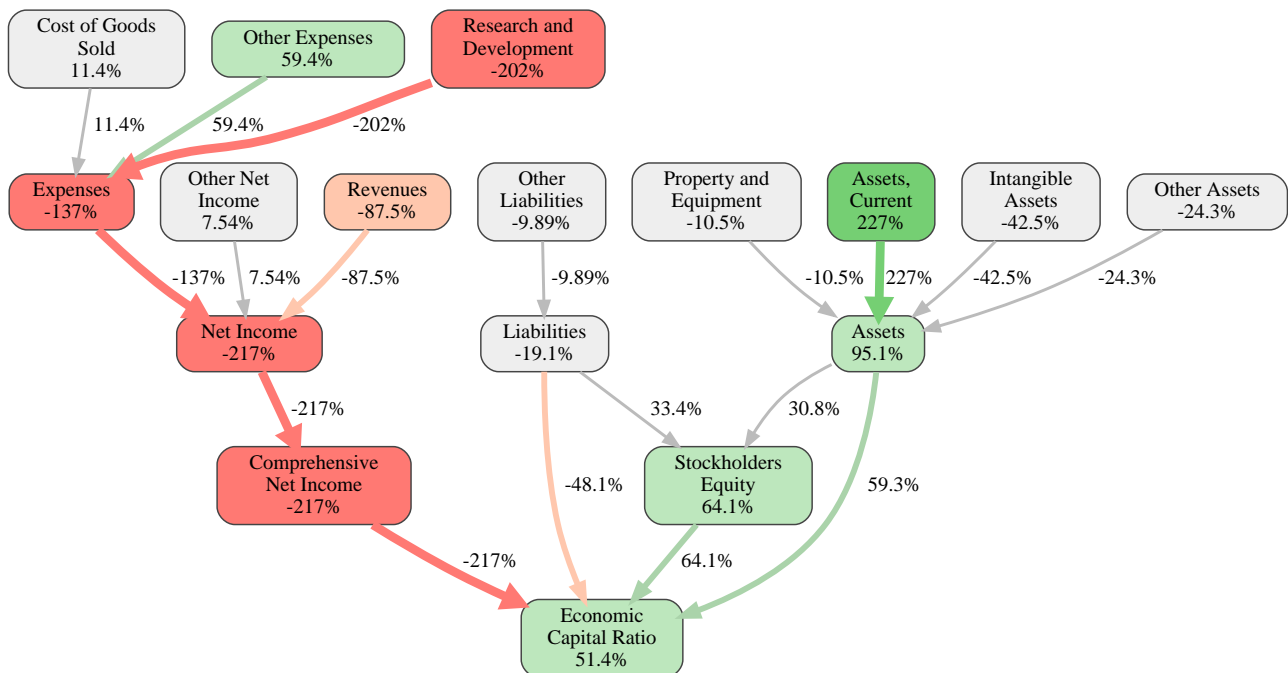 Cost of Goods
Sold
11.4%
Other Expenses
59.4%
Research and
Development
-202%
11.4%
59.4%
-202%
Expenses
-137%
Other Net
Income
7.54%
Revenues
-87.5%
Other
Liabilities
-9.89%
Property and
Equipment
-10.5%
Assets,
Current
227%
Intangible
Assets
-42.5%
Other Assets
-24.3%
-137%
7.54%
-87.5%
-9.89%
-10.5%
227%
-42.5%
-24.3%
Net Income
-217%
Liabilities
-19.1%
Assets
95.1%
-217%
33.4%
30.8%
Comprehensive
Net Income
-217%
-48.1%
Stockholders
Equity
64.1%
59.3%
-217%
64.1%
Economic
Capital Ratio
51.4%